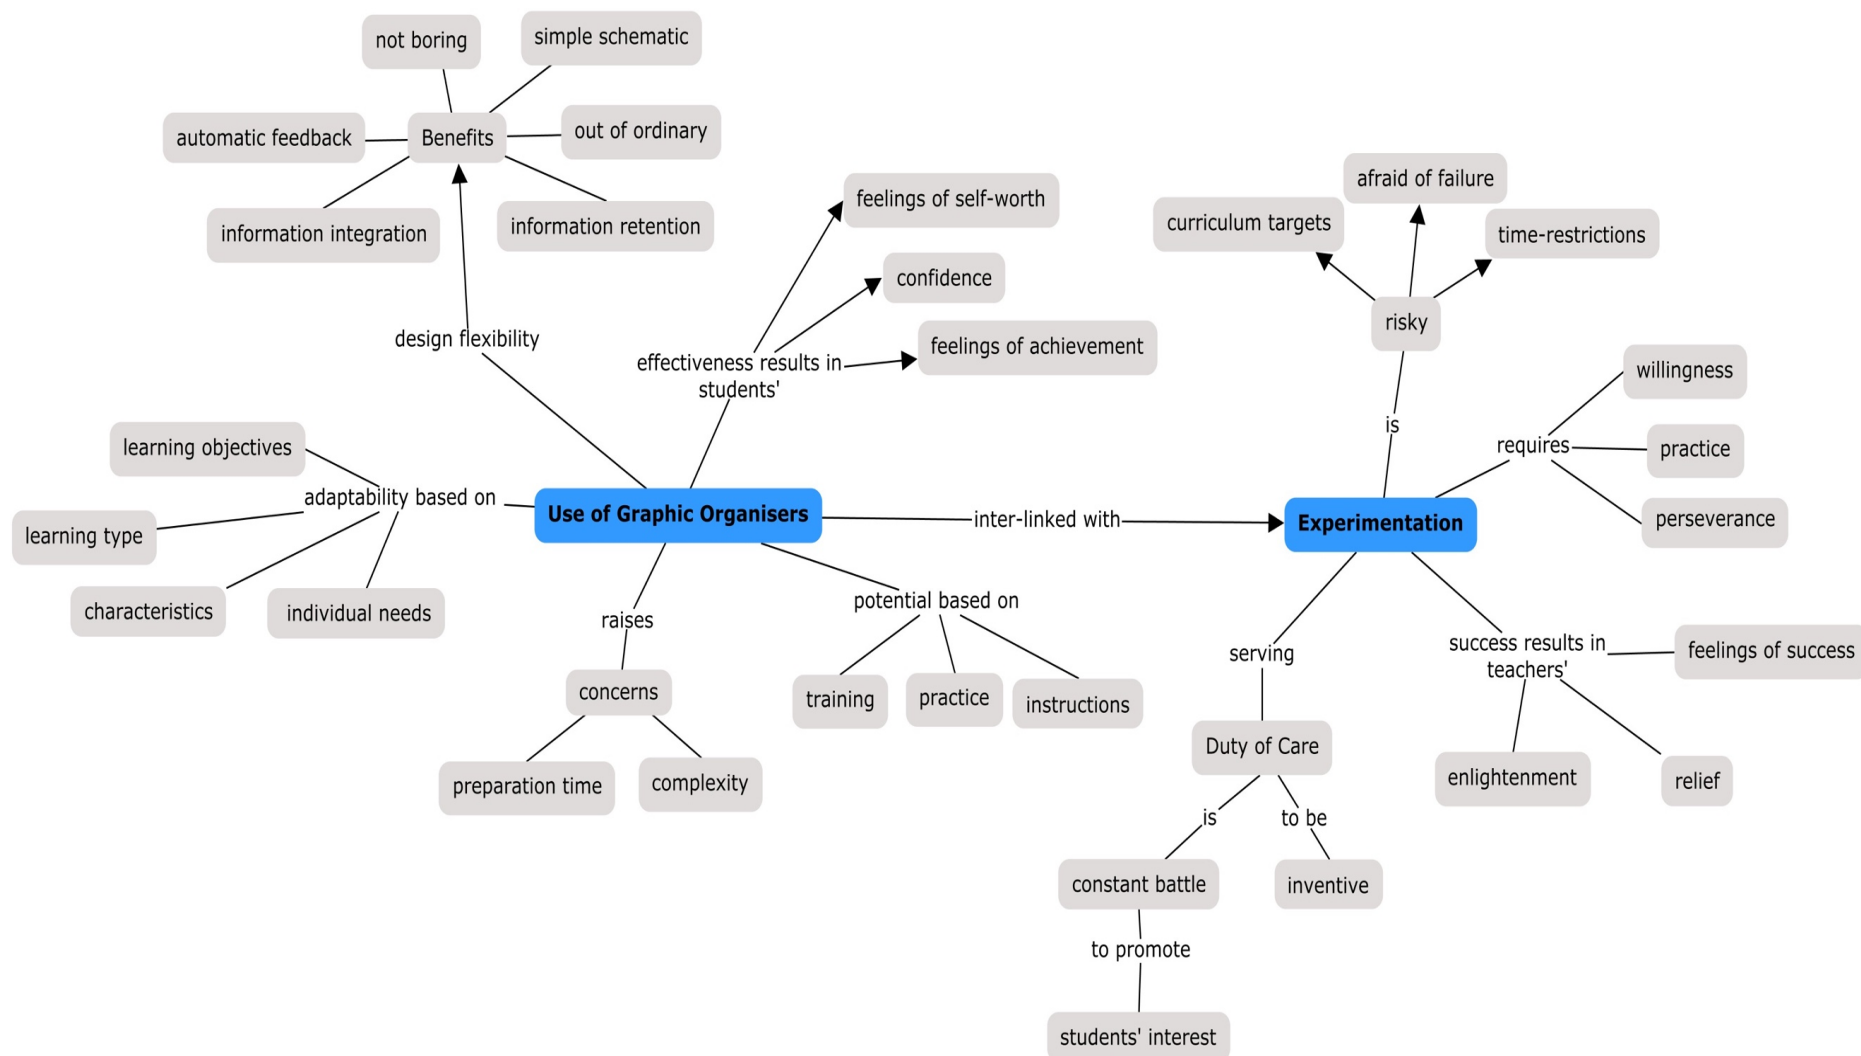 not boring
simple schematic
automatic feedback
Benefits
out of ordinary
information integration
information retention
design flexibility
feelings of self-worth
confidence
feelings of achievement
effectiveness results in
students'
learning objectives
adaptability based on
learning type
characteristics
individual needs
Use of Graphic Organisers
inter-linked with
raises
concerns
preparation time
complexity
potential based on
training
practice
instructions
afraid of failure
curriculum targets
time-restrictions
risky
is
willingness
requires
practice
perseverance
Experimentation
serving
success results in
teachers'
feelings of success
enlightenment
relief
Duty of Care
is
to be
constant battle
inventive
to promote
students' interest